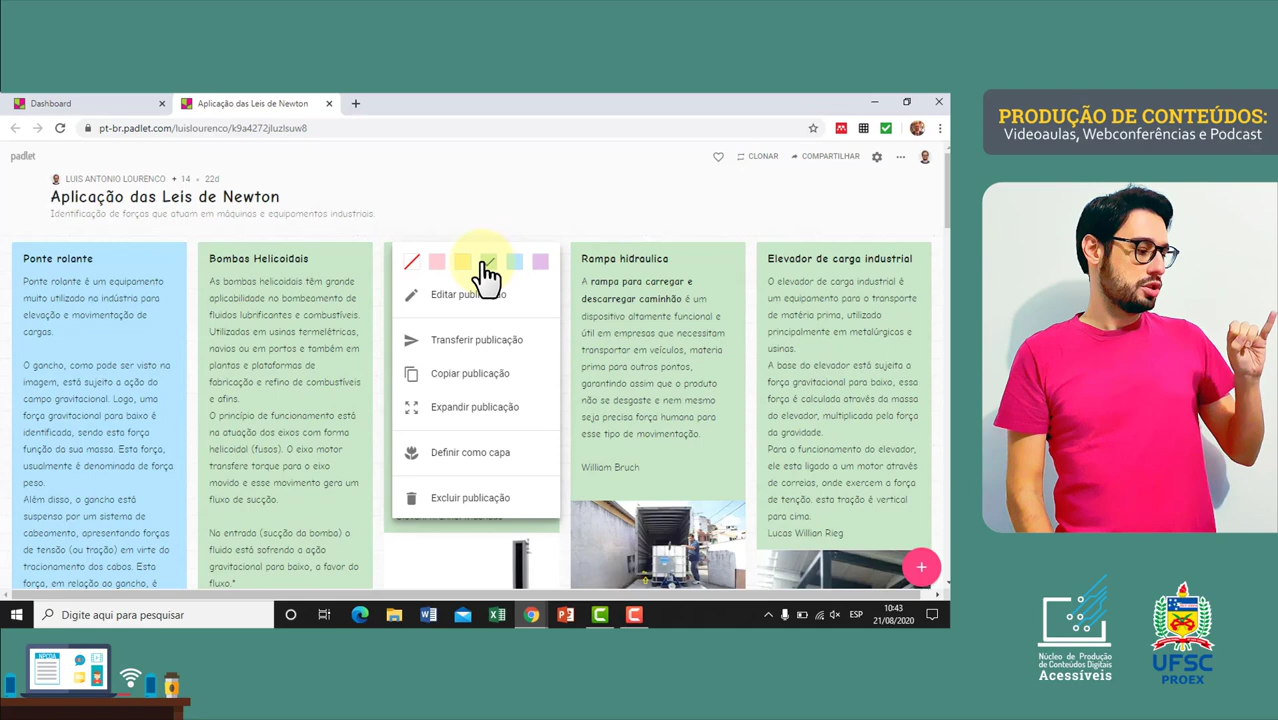 Dashboard
Aplicação das Leis de Newton
pt-br.padlet.com/luislourenco/k9a4272jluzlsuw8
padlet
CLONAR
COMPARTILHAR
LUIS ANTONIO LOURENCO + 14 • 22d
Aplicação das Leis de Newton
Identificação de forças que atuam em máquinas e equipamentos industriais.
Ponte rolante
Ponte rolante é um equipamento
muito utilizado na indústria para
elevação e movimentação de
cargas.
O gancho, como pode ser visto na
imagem, está sujeito a ação do
campo gravitacional. Logo, uma
força gravitacional para baixo é
identificada, sendo esta força
função da sua massa. Esta força,
usualmente é denominada de força
peso.
Além disso, o gancho está
suspenso por um sistema de
cabeamento, apresentando forças
de tensão (ou tração) em virtude do
tracionamento dos cabos. Esta
força, em relação ao gancho, é
Bombas Helicoidais
As bombas helicoidais têm grande
aplicabilidade no bombeamento de
fluidos lubrificantes e combustíveis.
Utilizadas em usinas termelétricas,
navios ou em portos e também em
plantas e plataformas de
fabricação e refino de combustíveis
e afins.
O princípio de funcionamento está
na atuação dos eixos com forma
helicoidal (fusos). O eixo motor
transfere torque para o eixo
movido e esse movimento gera um
fluxo de sucção.
Na entrada (sucção da bomba) o
fluido está sofrendo a ação
gravitacional para baixo, a favor do
fluxo.*
Editar publicação
Transferir publicação
Copiar publicação
Expandir publicação
Definir como capa
Excluir publicação
Rampa hidraulica
A rampa para carregar e
descarregar caminhão é um
dispositivo altamente funcional e
útil em empresas que necessitam
transportar em veículos, materia
prima para outros pontos,
garantindo assim que o produto
não se desgaste e nem mesmo
seja precisa força humana para
esse tipo de movimentação.
William Bruch
Elevador de carga industrial
O elevador de carga industrial é
um equipamento para o transporte
de matéria prima, utilizado
principalmente em metalúrgicas e
usinas.
A base do elevador está sujeito a
força gravitacional para baixo, essa
força é calculada através da massa
do elevador, multiplicada pela força
da gravidade.
Para o funcionamento do elevador,
ele esta ligado a um motor através
de correias, onde exercem a força
de tenção. esta tração é vertical
para cima.
Lucas Willian Rieg
Digite aqui para pesquisar
ESP
10:43
21/08/2020
PRODUÇÃO DE CONTEÚDOS:
Videoaulas, Webconferências e Podcast
Núcleo de Produção
de Conteúdos Digitais
Acessíveis
UFSC
PROEX
NPCDA